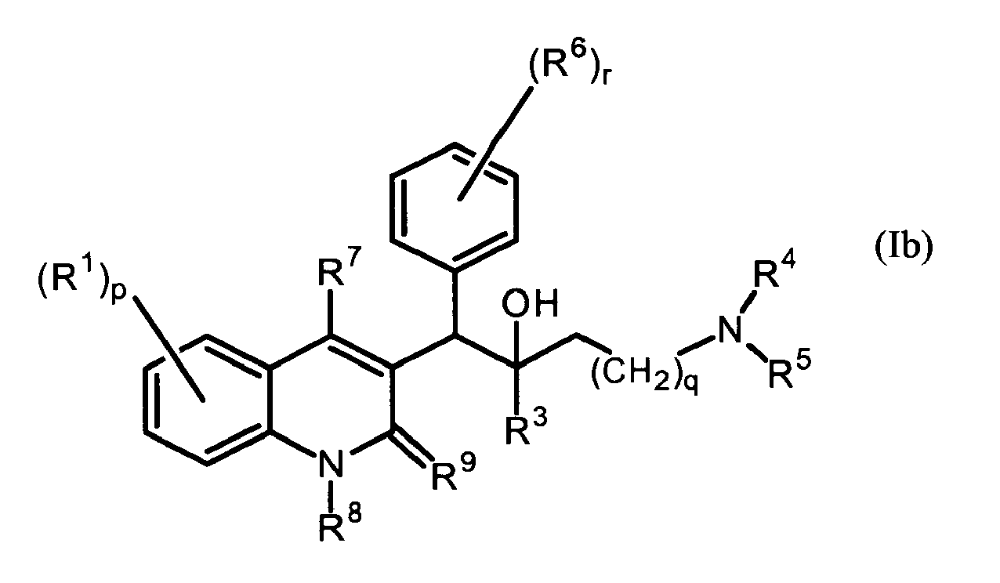 (R⁶)r
(Ib)
(R¹)p
R⁷
OH
R⁴
N
R⁵
(CH₂)q
R³
N
R⁹
R⁸